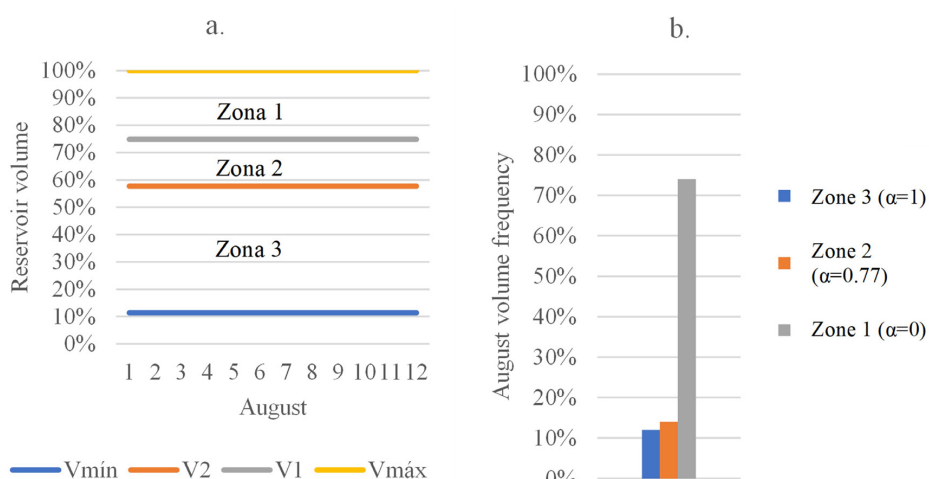 a.
Reservoir volume
100%
90%
80%
70%
60%
50%
40%
30%
20%
10%
0%
Zona 1
Zona 2
Zona 3
1 2 3 4 5 6 7 8 9 10 11 12
August
Vmín V2 V1 Vmáx
b.
August volume frequency
100%
90%
80%
70%
60%
50%
40%
30%
20%
10%
0%
Zone 3 (α=1)
Zone 2
(α=0.77)
Zone 1 (α=0)